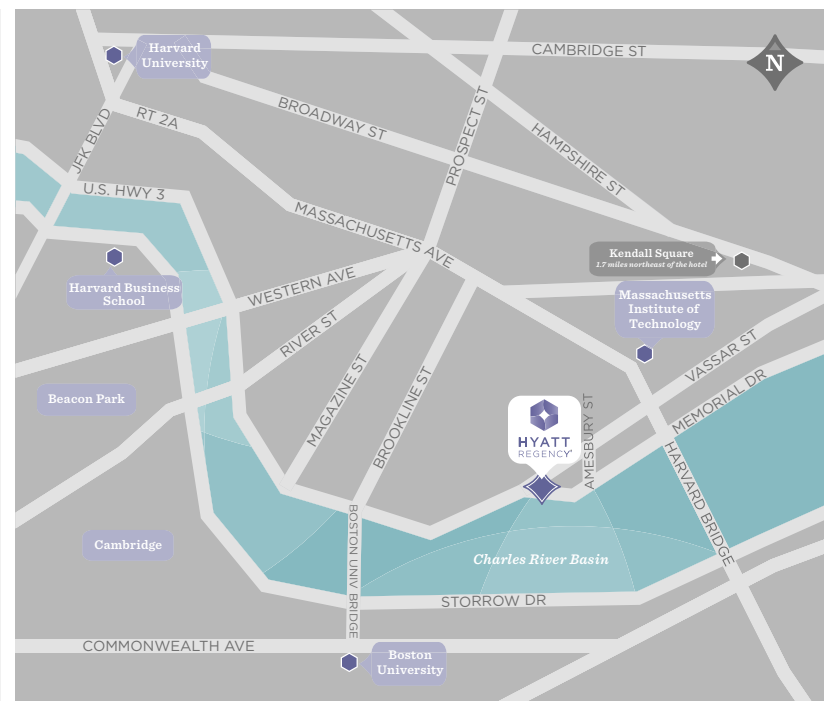 Harvard
University
CAMBRIDGE ST
N
RT 2A
BROADWAY ST
PROSPECT ST
HAMPSHIRE ST
JFK BLVD
U.S. HWY 3
MASSACHUSETTS AVE
Kendall Square
1.7 miles northeast of the hotel
Harvard Business
School
WESTERN AVE
Massachusetts
Institute of
Technology
RIVER ST
VASSAR ST
Beacon Park
MAGAZINE ST
BROOKLINE ST
MEMORIAL DR
HYATT
REGENCY
AMESBURY ST
HARVARD BRIDGE
Cambridge
BOSTON UNIV BRIDGE
Charles River Basin
STORROW DR
COMMONWEALTH AVE
Boston
University